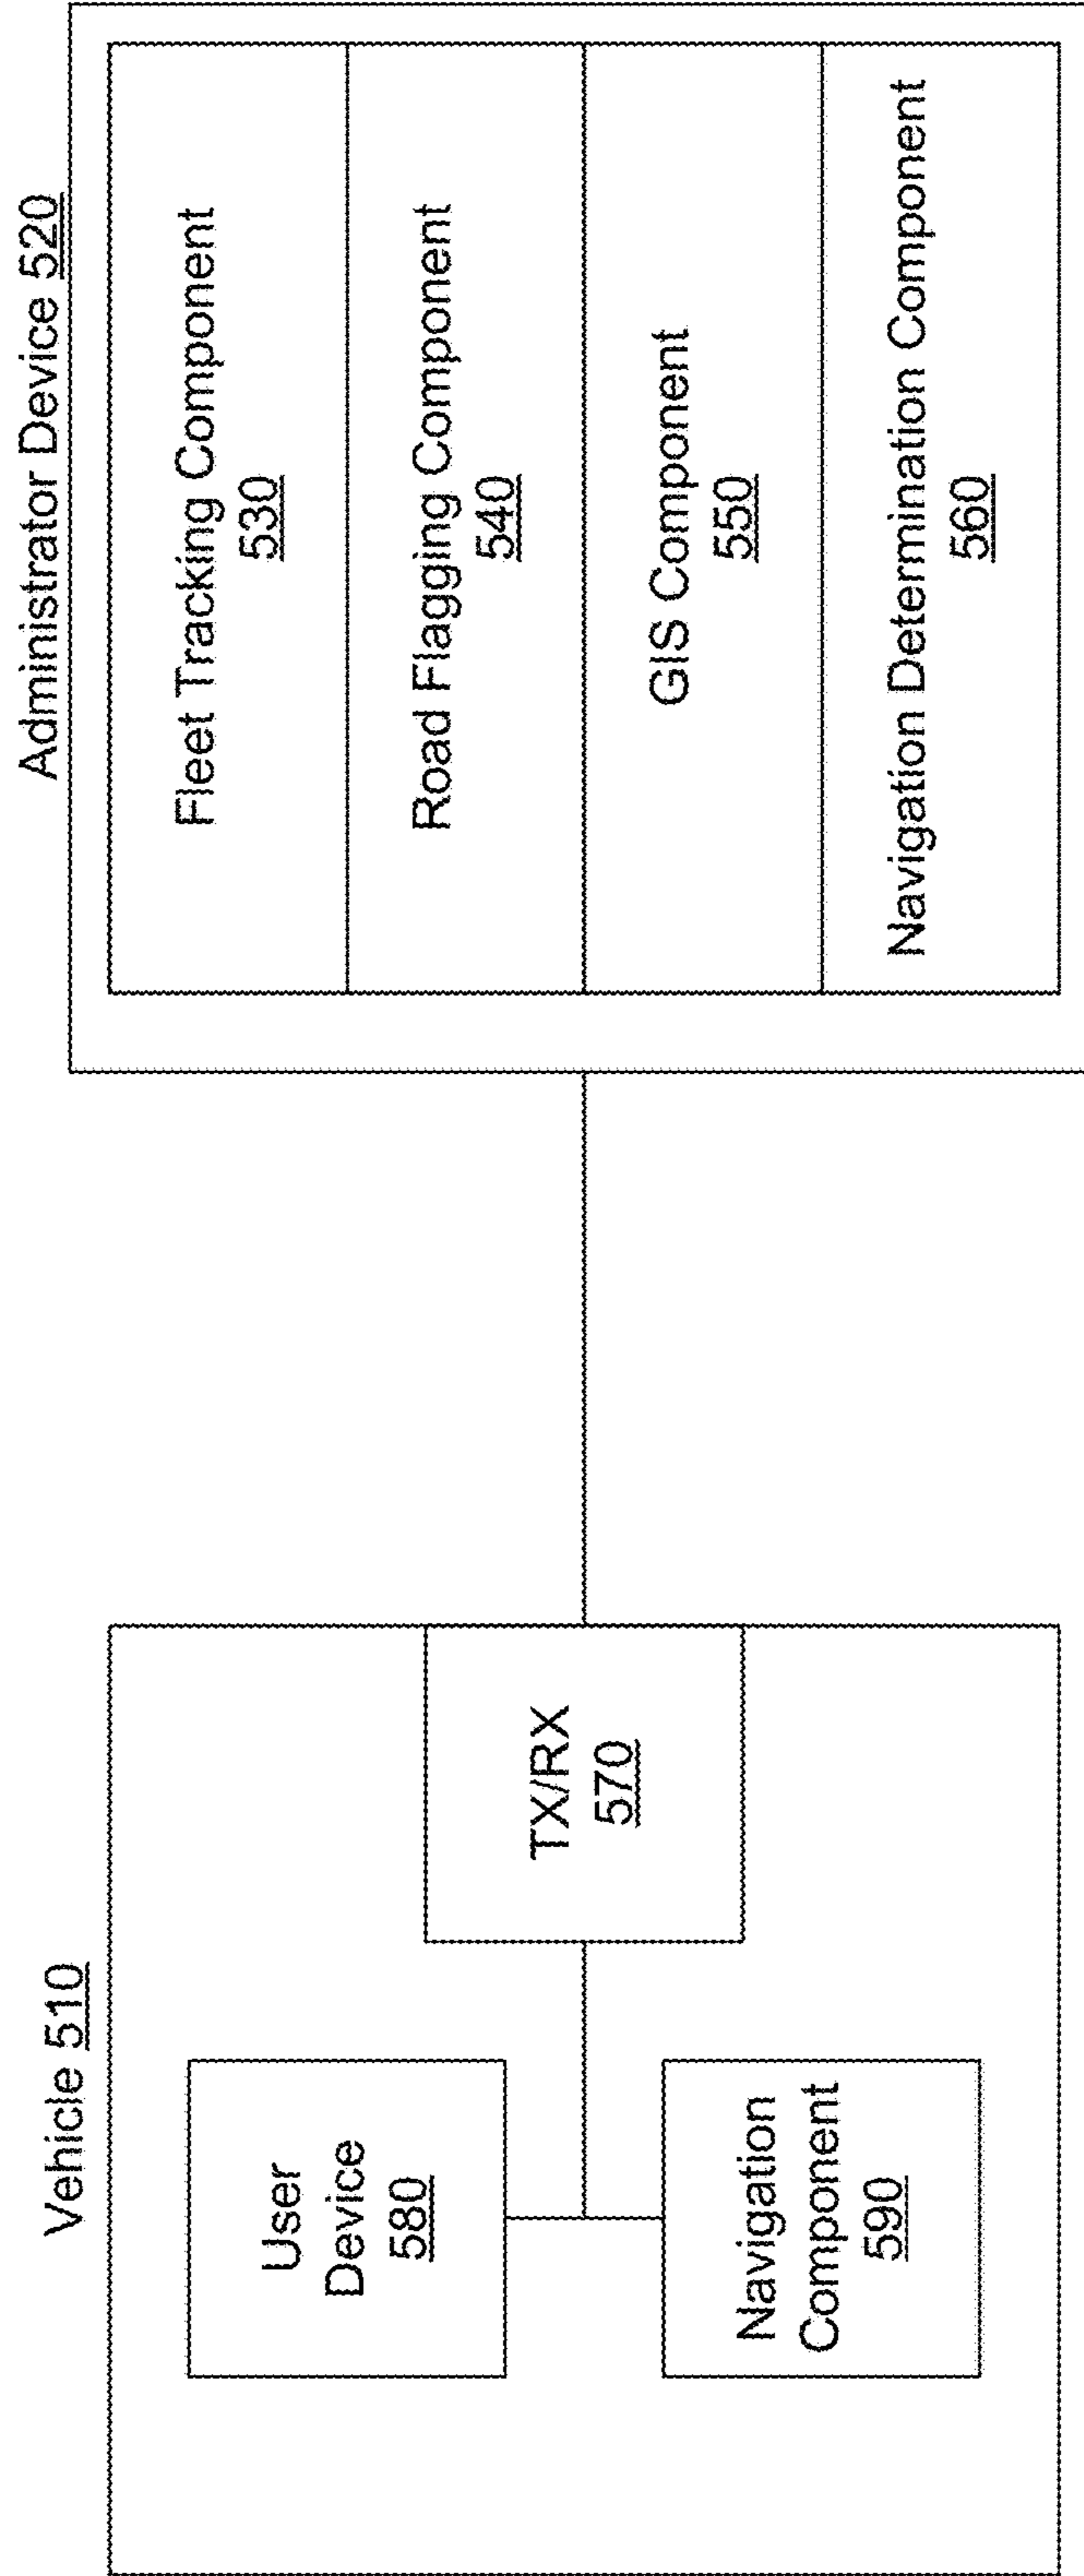 Vehicle 510
User
Device
580
Navigation
Component
590
TX/RX
570
Administrator Device 520
Fleet Tracking Component
530
Road Flagging Component
540
GIS Component
550
Navigation Determination Component
560